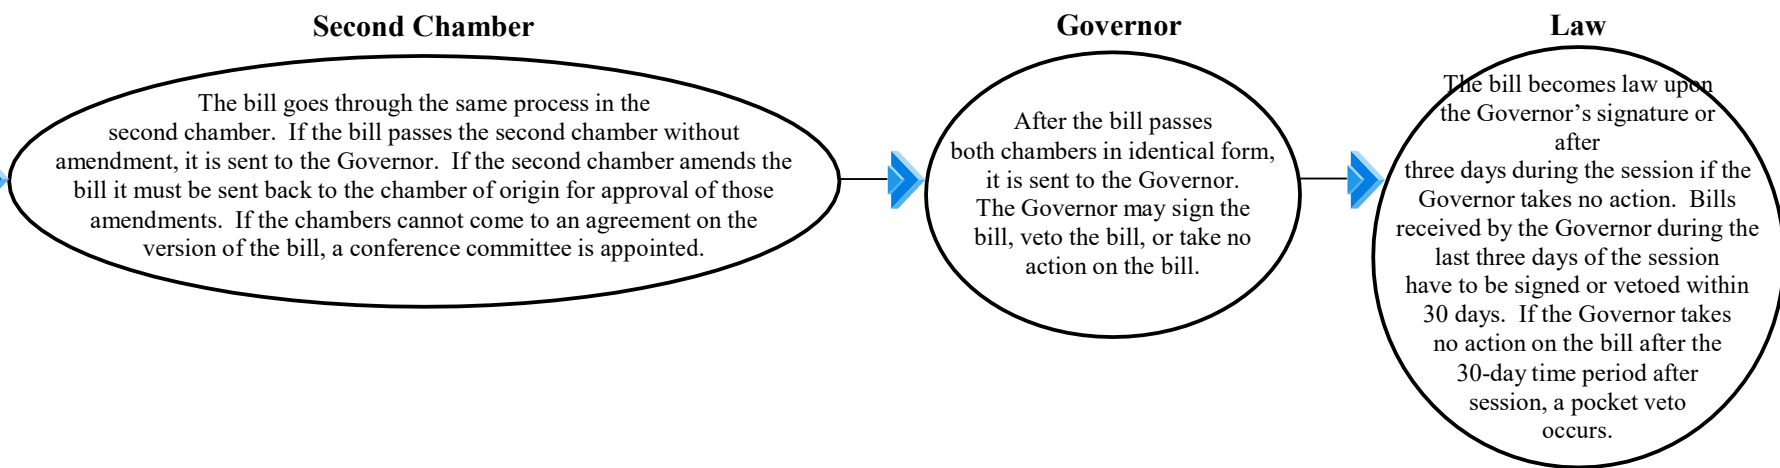 Second Chamber
The bill goes through the same process in the
second chamber.  If the bill passes the second chamber without
amendment, it is sent to the Governor.  If the second chamber amends the
bill it must be sent back to the chamber of origin for approval of those
amendments.  If the chambers cannot come to an agreement on the
version of the bill, a conference committee is appointed.
Governor
After the bill passes
both chambers in identical form,
it is sent to the Governor.
The Governor may sign the
bill, veto the bill, or take no
action on the bill.
Law
The bill becomes law upon
the Governor’s signature or
after
three days during the session if the
Governor takes no action.  Bills
received by the Governor during the
last three days of the session
have to be signed or vetoed within
30 days.  If the Governor takes
no action on the bill after the
30-day time period after
session, a pocket veto
occurs.